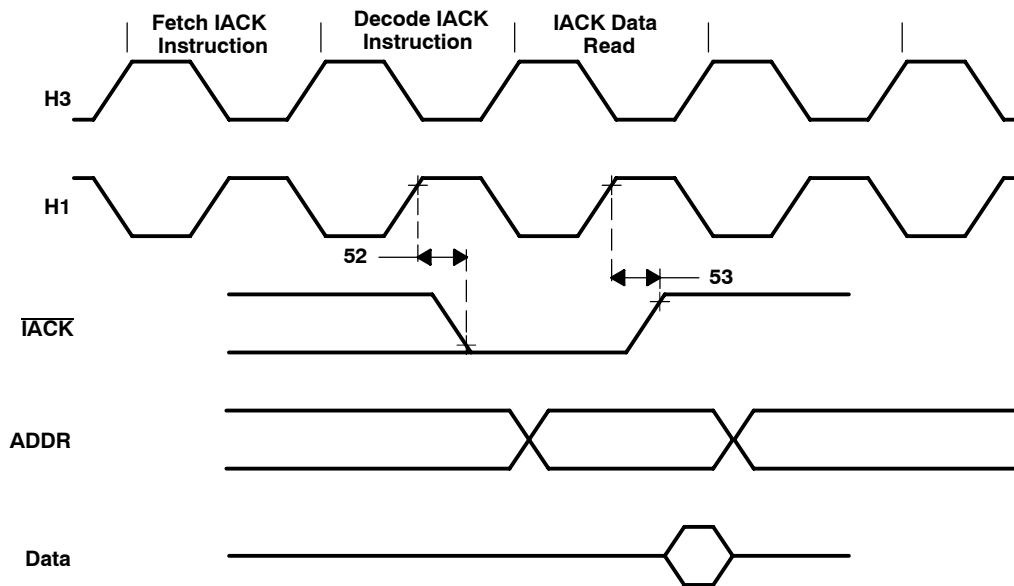 Fetch IACK
Instruction
Decode IACK
Instruction
IACK Data
Read
H3
H1
52
53
IACK
ADDR
Data